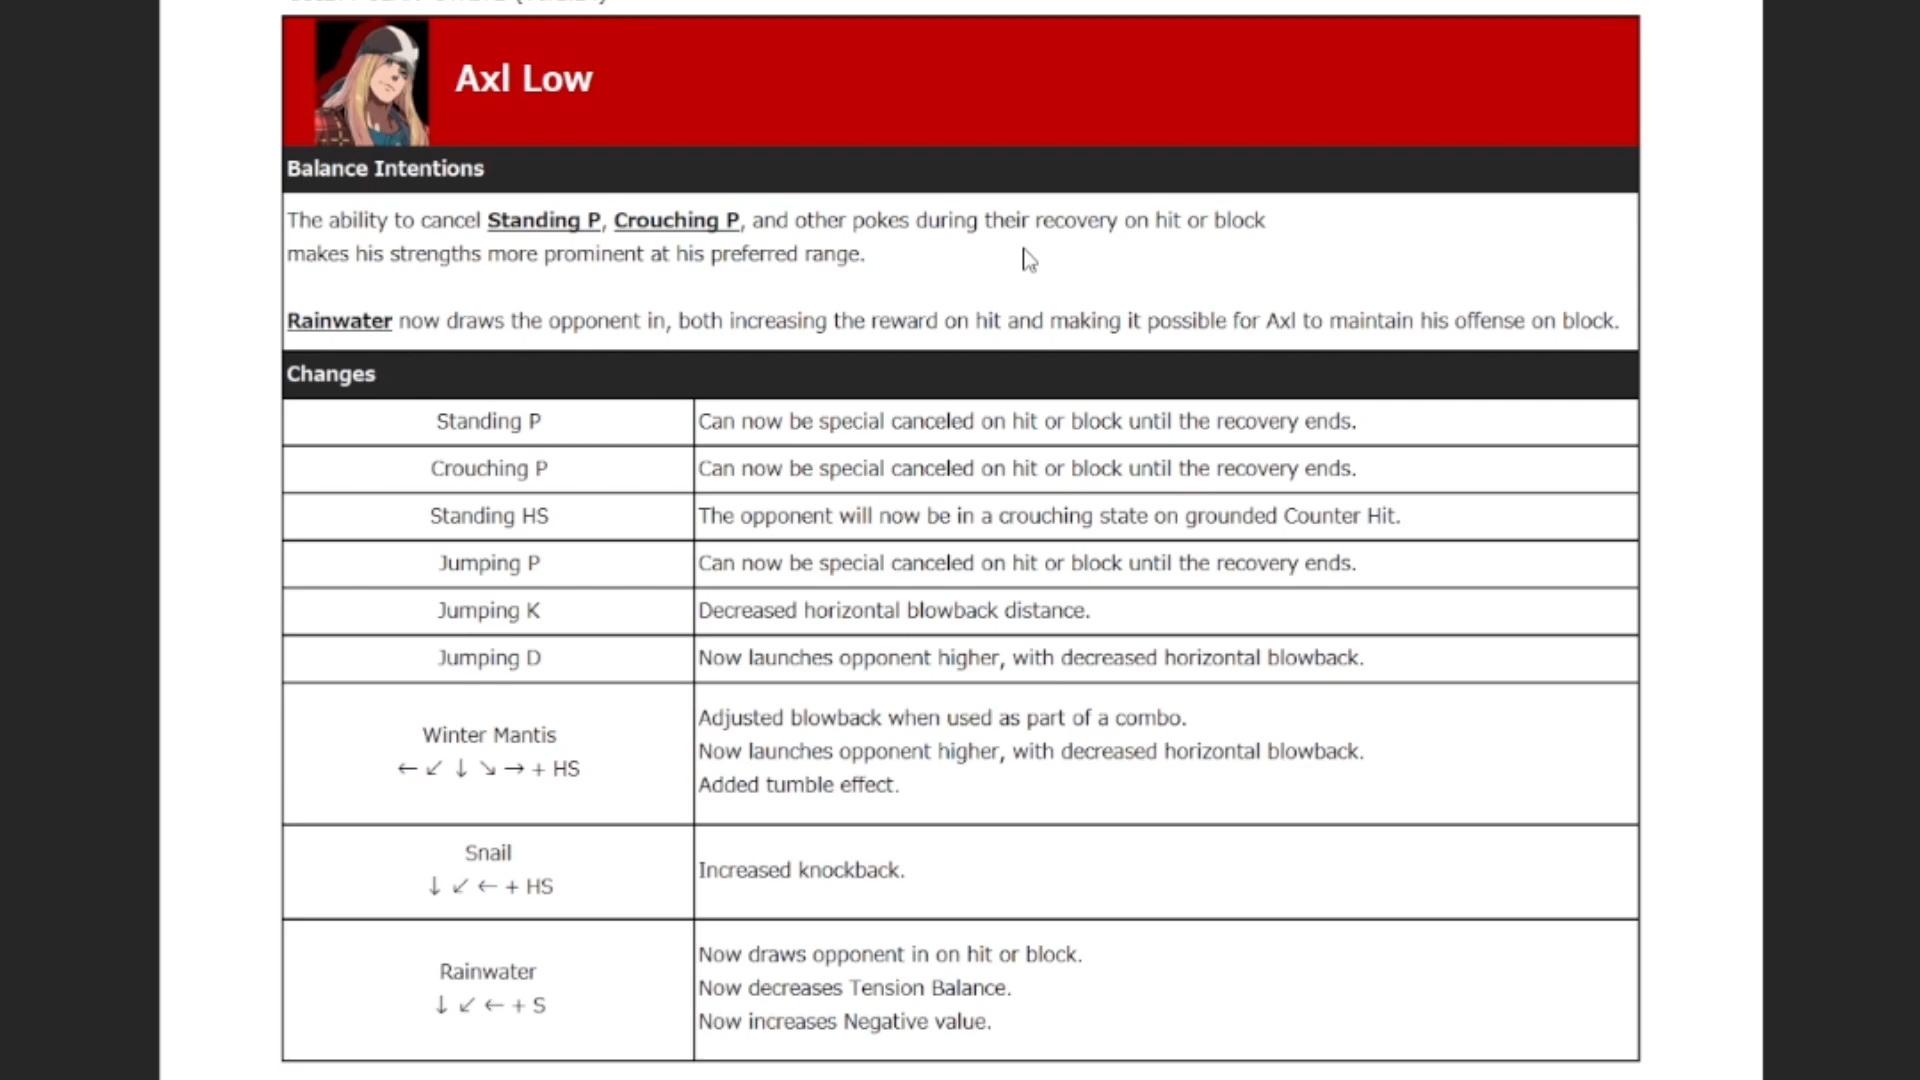 Axl Low
Balance Intentions
The ability to cancel Standing P, Crouching P, and other pokes during their recovery on hit or block
makes his strengths more prominent at his preferred range.
Rainwater now draws the opponent in, both increasing the reward on hit and making it possible for Axl to maintain his offense on block.
Changes
Standing P Can now be special canceled on hit or block until the recovery ends.
Crouching P Can now be special canceled on hit or block until the recovery ends.
Standing HS The opponent will now be in a crouching state on grounded Counter Hit.
Jumping P Can now be special canceled on hit or block until the recovery ends.
Jumping K Decreased horizontal blowback distance.
Jumping D Now launches opponent higher, with decreased horizontal blowback.
Winter Mantis
← ↙ ↓ ↘ → + HS
Adjusted blowback when used as part of a combo.
Now launches opponent higher, with decreased horizontal blowback.
Added tumble effect.
Snail
↓ ↙ ← + HS
Increased knockback.
Rainwater
↓ ↙ ← + S
Now draws opponent in on hit or block.
Now decreases Tension Balance.
Now increases Negative value.